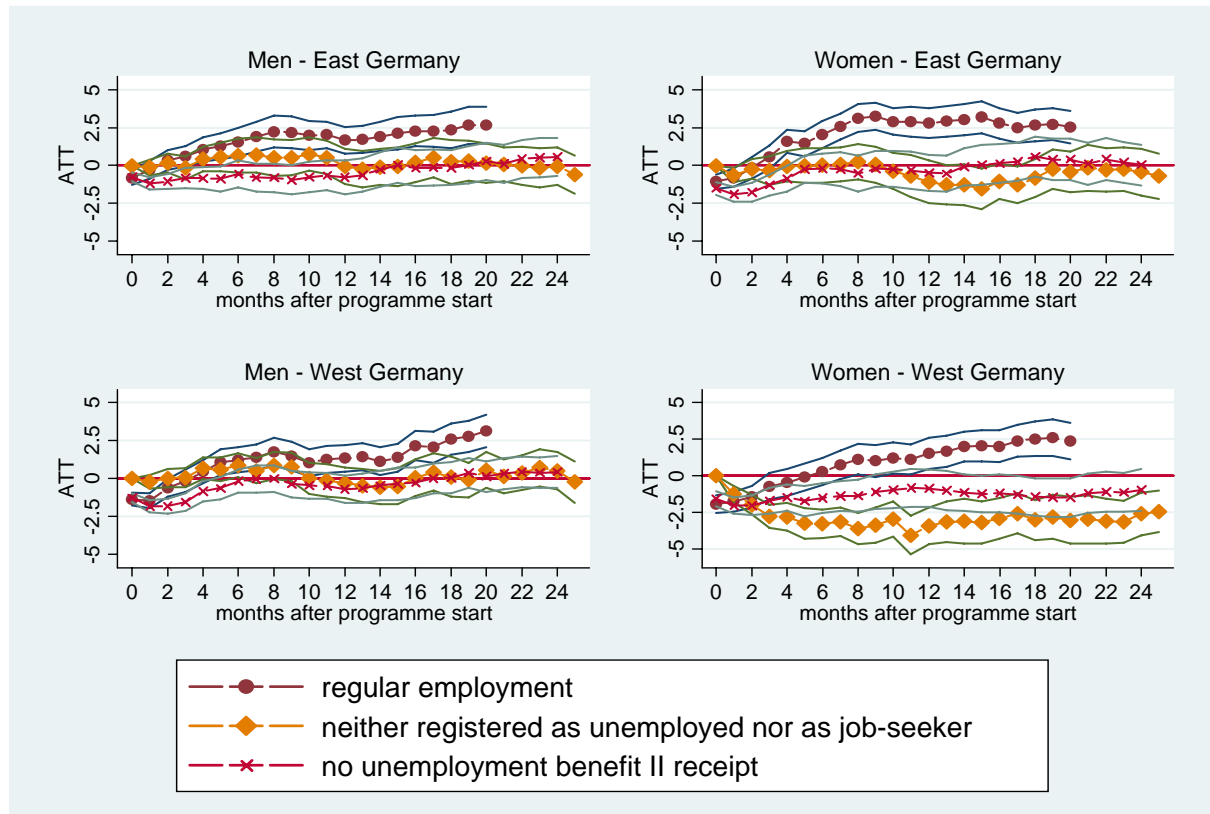 Men - East Germany
Women - East Germany
ATT
5
2.5
0
-2.5
-5
0 2 4 6 8 10 12 14 16 18 20 22 24
months after programme start
ATT
5
2.5
0
-2.5
-5
0 2 4 6 8 10 12 14 16 18 20 22 24
months after programme start
Men - West Germany
Women - West Germany
ATT
5
2.5
0
-2.5
-5
0 2 4 6 8 10 12 14 16 18 20 22 24
months after programme start
ATT
5
2.5
0
-2.5
-5
0 2 4 6 8 10 12 14 16 18 20 22 24
months after programme start
regular employment
neither registered as unemployed nor as job-seeker
no unemployment benefit II receipt